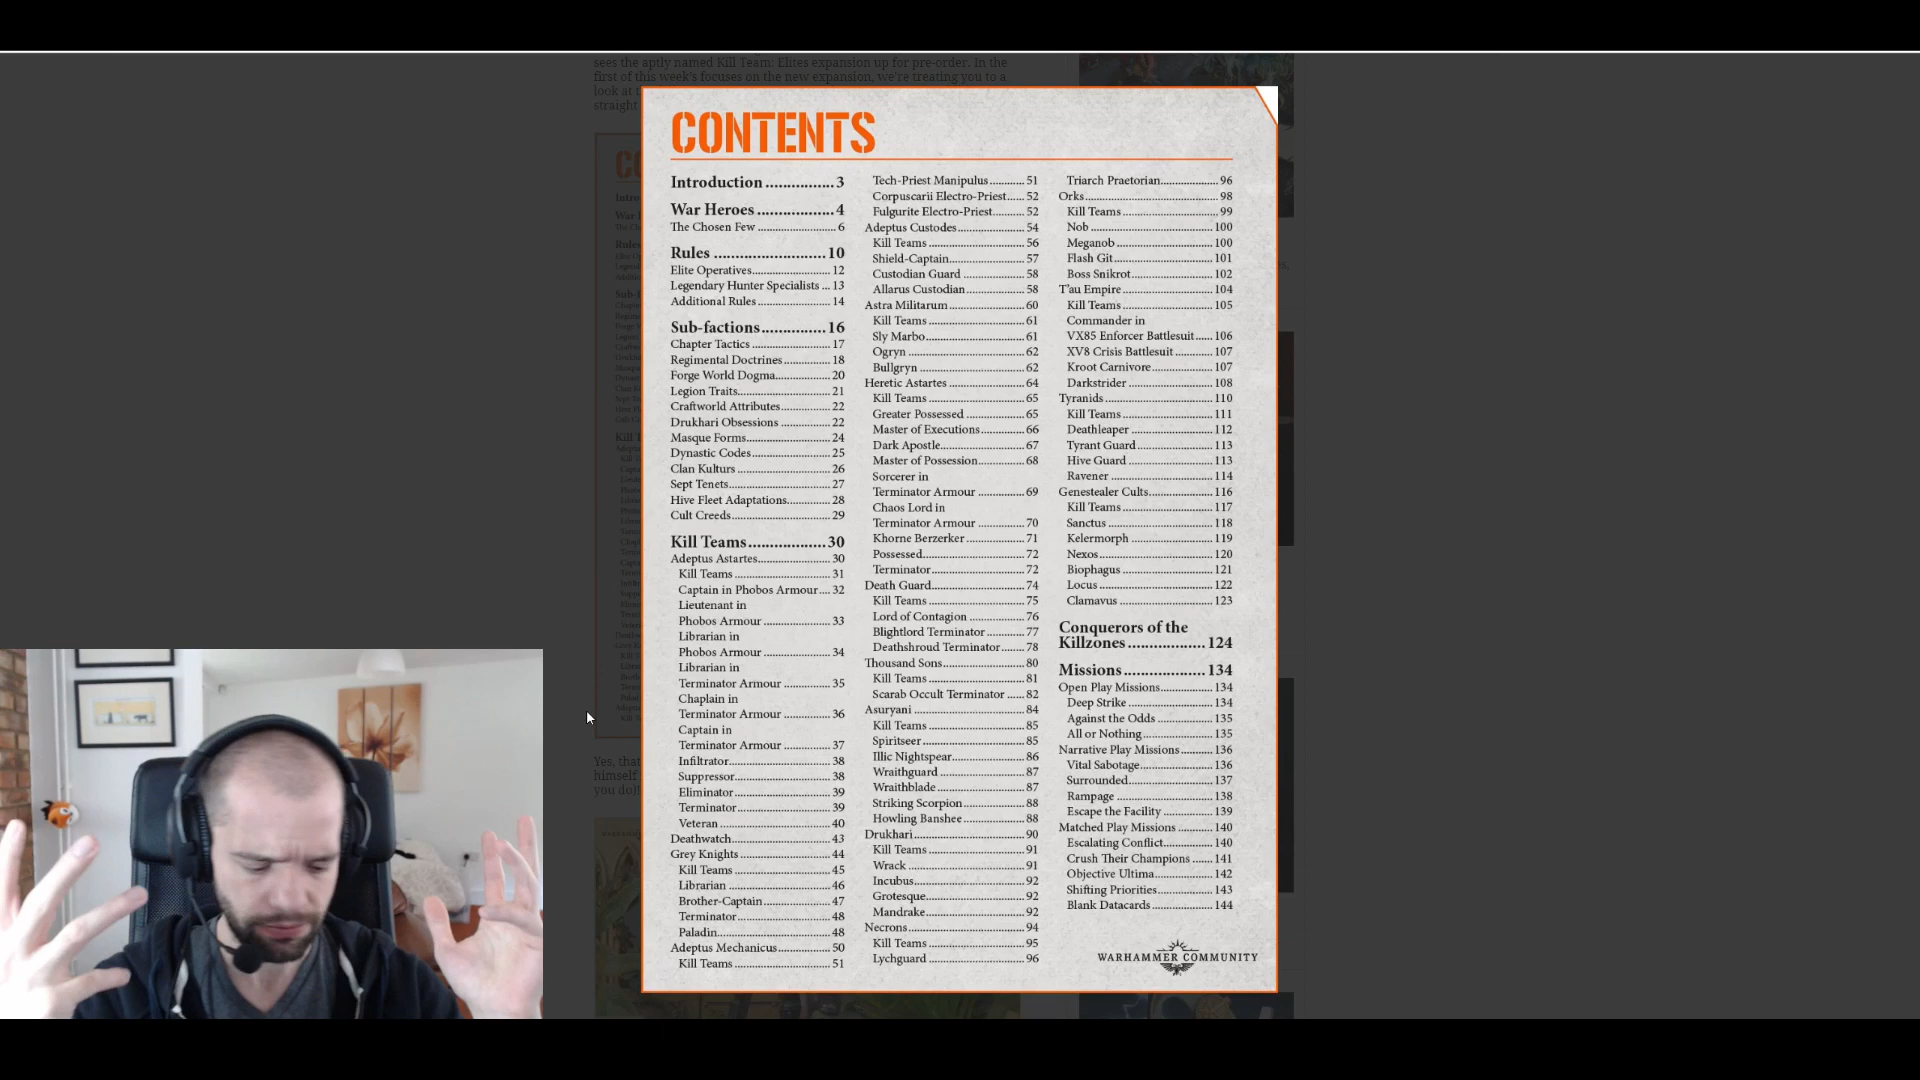 sees the aptly named Kill Team: Elites expansion up for pre-order. In the
first of this week's focuses on the new expansion, we're treating you to a
look at
straight
CONTENTS
Introduction ................ 3
War Heroes .................. 4
The Chosen Few ........................ 6
Rules .......................... 10
Elite Operatives.......................... 12
Legendary Hunter Specialists ... 13
Additional Rules ........................ 14
Sub-factions............... 16
Chapter Tactics .......................... 17
Regimental Doctrines ................ 18
Forge World Dogma.................. 20
Legion Traits............................... 21
Craftworld Attributes................. 22
Drukhari Obsessions ................ 22
Masque Forms............................ 24
Dynastic Codes........................... 25
Clan Kulturs ............................... 26
Sept Tenets.................................. 27
Hive Fleet Adaptations.............. 28
Cult Creeds................................. 29
Kill Teams.................. 30
Adeptus Astartes......................... 30
Kill Teams ................................ 31
Captain in Phobos Armour.... 32
Lieutenant in
Phobos Armour ....................... 33
Librarian in
Phobos Armour ....................... 34
Librarian in
Terminator Armour ................ 35
Chaplain in
Terminator Armour ................ 36
Captain in
Terminator Armour ................ 37
Infiltrator.................................. 38
Suppressor................................ 38
Eliminator ................................ 39
Terminator............................... 39
Veteran ..................................... 40
Deathwatch................................. 43
Grey Knights ............................... 44
Kill Teams ................................ 45
Librarian .................................. 46
Brother-Captain ...................... 47
Terminator............................... 48
Paladin...................................... 48
Adeptus Mechanicus.................. 50
Kill Teams ................................ 51
Tech-Priest Manipulus............ 51
Corpuscarii Electro-Priest...... 52
Fulgurite Electro-Priest.......... 52
Adeptus Custodes....................... 54
Kill Teams ................................ 56
Shield-Captain......................... 57
Custodian Guard .................... 58
Allarus Custodian.................... 58
Astra Militarum .......................... 60
Kill Teams ................................ 61
Sly Marbo................................. 61
Ogryn ....................................... 62
Bullgryn ................................... 62
Heretic Astartes .......................... 64
Kill Teams ................................ 65
Greater Possessed .................... 65
Master of Executions............... 66
Dark Apostle............................ 67
Master of Possession............... 68
Sorcerer in
Terminator Armour ................ 69
Chaos Lord in
Terminator Armour ................ 70
Khorne Berzerker .................... 71
Possessed.................................. 72
Terminator............................... 72
Death Guard................................ 74
Kill Teams ................................ 75
Lord of Contagion ................... 76
Blightlord Terminator ............. 77
Deathshroud Terminator........ 78
Thousand Sons............................ 80
Kill Teams ................................ 81
Scarab Occult Terminator ...... 82
Asuryani ...................................... 84
Kill Teams ................................ 85
Spiritseer .................................. 85
Illic Nightspear......................... 86
Wraithguard ............................ 87
Wraithblade.............................. 87
Striking Scorpion .................... 88
Howling Banshee..................... 88
Drukhari...................................... 90
Kill Teams ................................ 91
Wrack ....................................... 91
Incubus..................................... 92
Grotesque................................. 92
Mandrake................................. 92
Necrons........................................ 94
Kill Teams ................................ 95
Lychguard ................................ 96
Triarch Praetorian................... 96
Orks.............................................. 98
Kill Teams ................................ 99
Nob ......................................... 100
Meganob ................................ 100
Flash Git ................................. 101
Boss Snikrot........................... 102
T'au Empire ............................... 104
Kill Teams .............................. 105
Commander in
VX85 Enforcer Battlesuit...... 106
XV8 Crisis Battlesuit ............ 107
Kroot Carnivore.................... 107
Darkstrider ............................ 108
Tyranids ..................................... 110
Kill Teams .............................. 111
Deathleaper ........................... 112
Tyrant Guard ......................... 113
Hive Guard ............................ 113
Ravener .................................. 114
Genestealer Cults...................... 116
Kill Teams .............................. 117
Sanctus ................................... 118
Kelermorph ........................... 119
Nexos...................................... 120
Biophagus .............................. 121
Locus ...................................... 122
Clamavus ............................... 123
Conquerors of the
Killzones .................. 124
Missions .................... 134
Open Play Missions.................. 134
Deep Strike ............................ 134
Against the Odds .................. 135
All or Nothing ....................... 135
Narrative Play Missions .......... 136
Vital Sabotage........................ 136
Surrounded............................ 137
Rampage ................................ 138
Escape the Facility ................ 139
Matched Play Missions ........... 140
Escalating Conflict................ 140
Crush Their Champions ...... 141
Objective Ultima................... 142
Shifting Priorities.................. 143
Blank Datacards .................... 144
WARHAMMER COMMUNITY
Yes, that
himself
you do)!